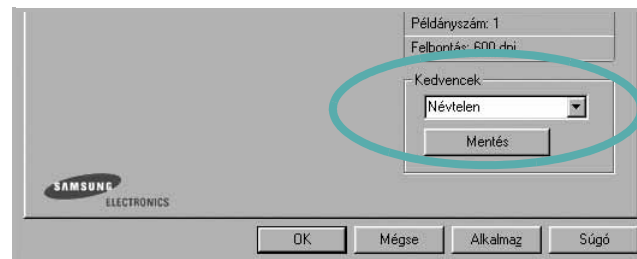 Példányszám: 1
Felbontás: 600 dpi
Kedvencek
Névtelen
Mentés
SAMSUNG
ELECTRONICS
OK Mégse Alkalmaz Súgó